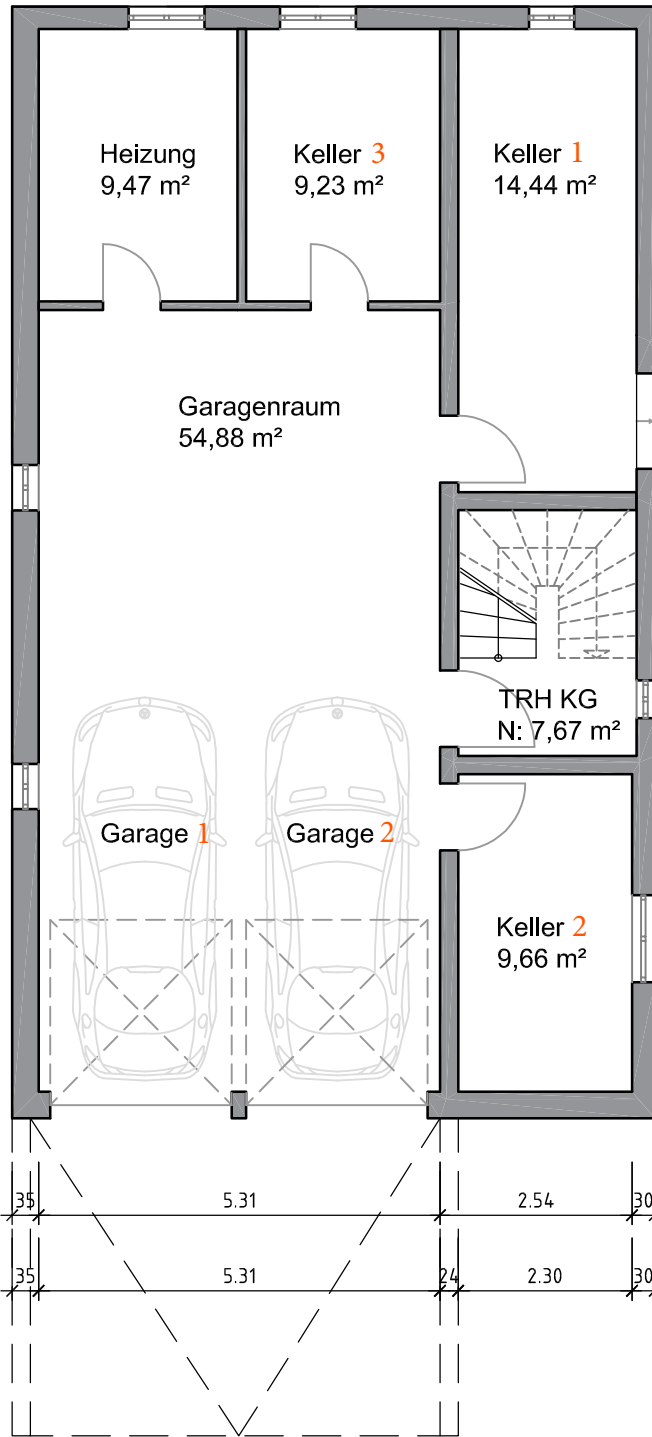 Heizung
9,47 m²
Keller 3
9,23 m²
Keller 1
14,44 m²
Garagenraum
54,88 m²
TRH KG
N: 7,67 m²
Garage 1
Garage 2
Keller 2
9,66 m²
35 5.31 2.54 30
35 5.31 24 2.30 30